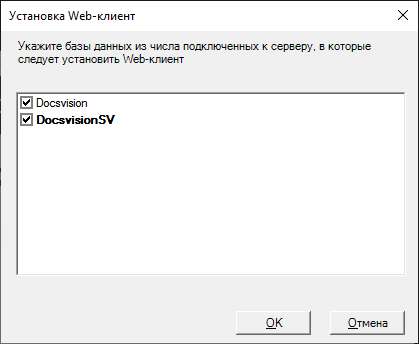 Установка Web-клиент
Укажите базы данных из числа подключенных к серверу, в которые
следует установить Web-клиент
Docsvision
DocsvisionSV
OK
Отмена